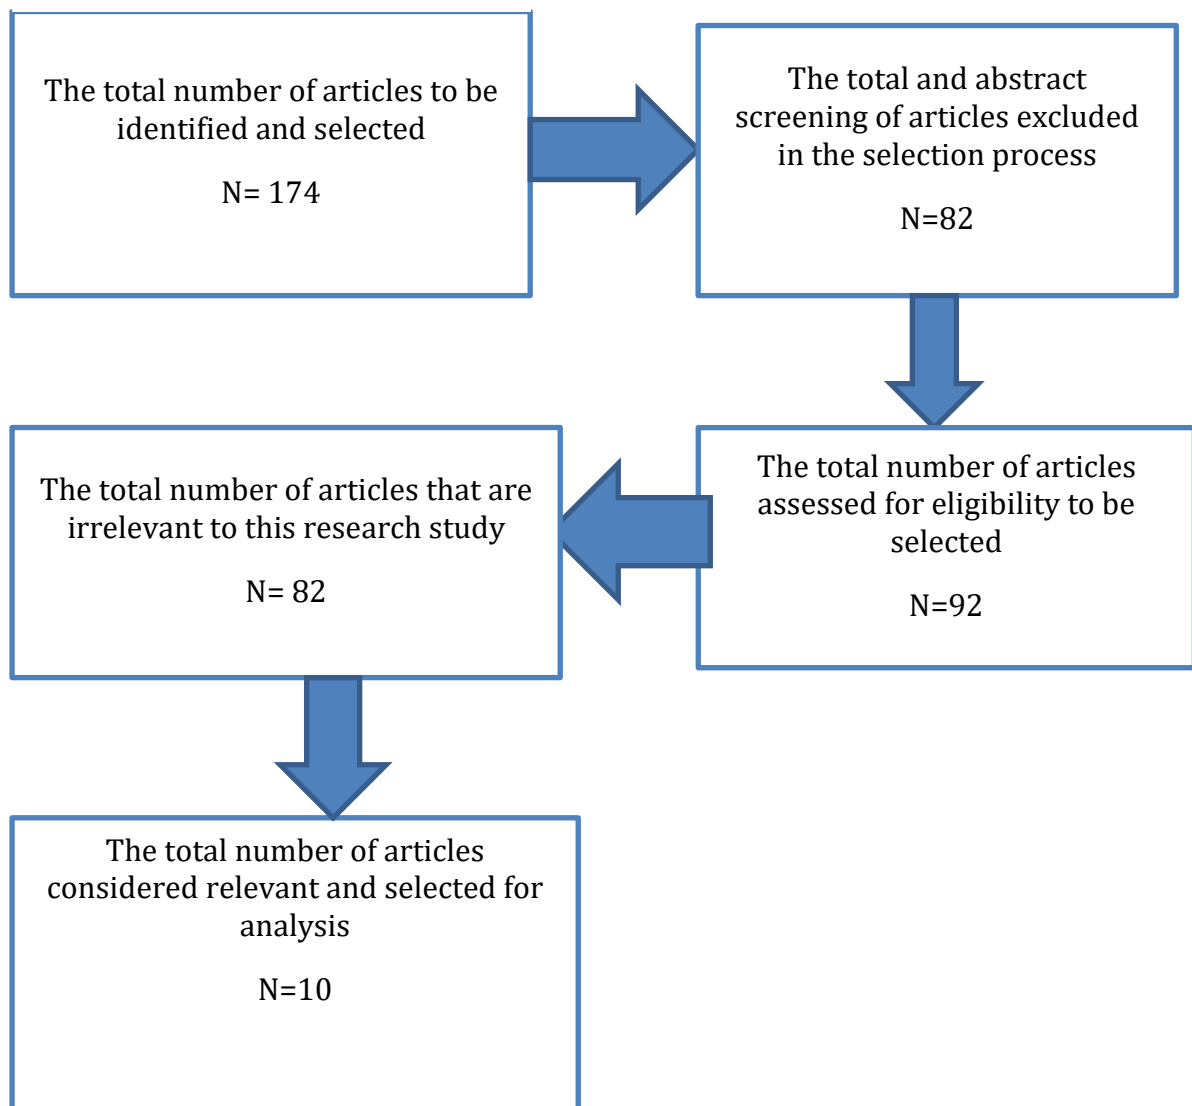 The total number of articles to be
identified and selected
N= 174
The total and abstract
screening of articles excluded
in the selection process
N=82
The total number of articles
assessed for eligibility to be
selected
N=92
The total number of articles that are
irrelevant to this research study
N= 82
The total number of articles
considered relevant and selected for
analysis
N=10